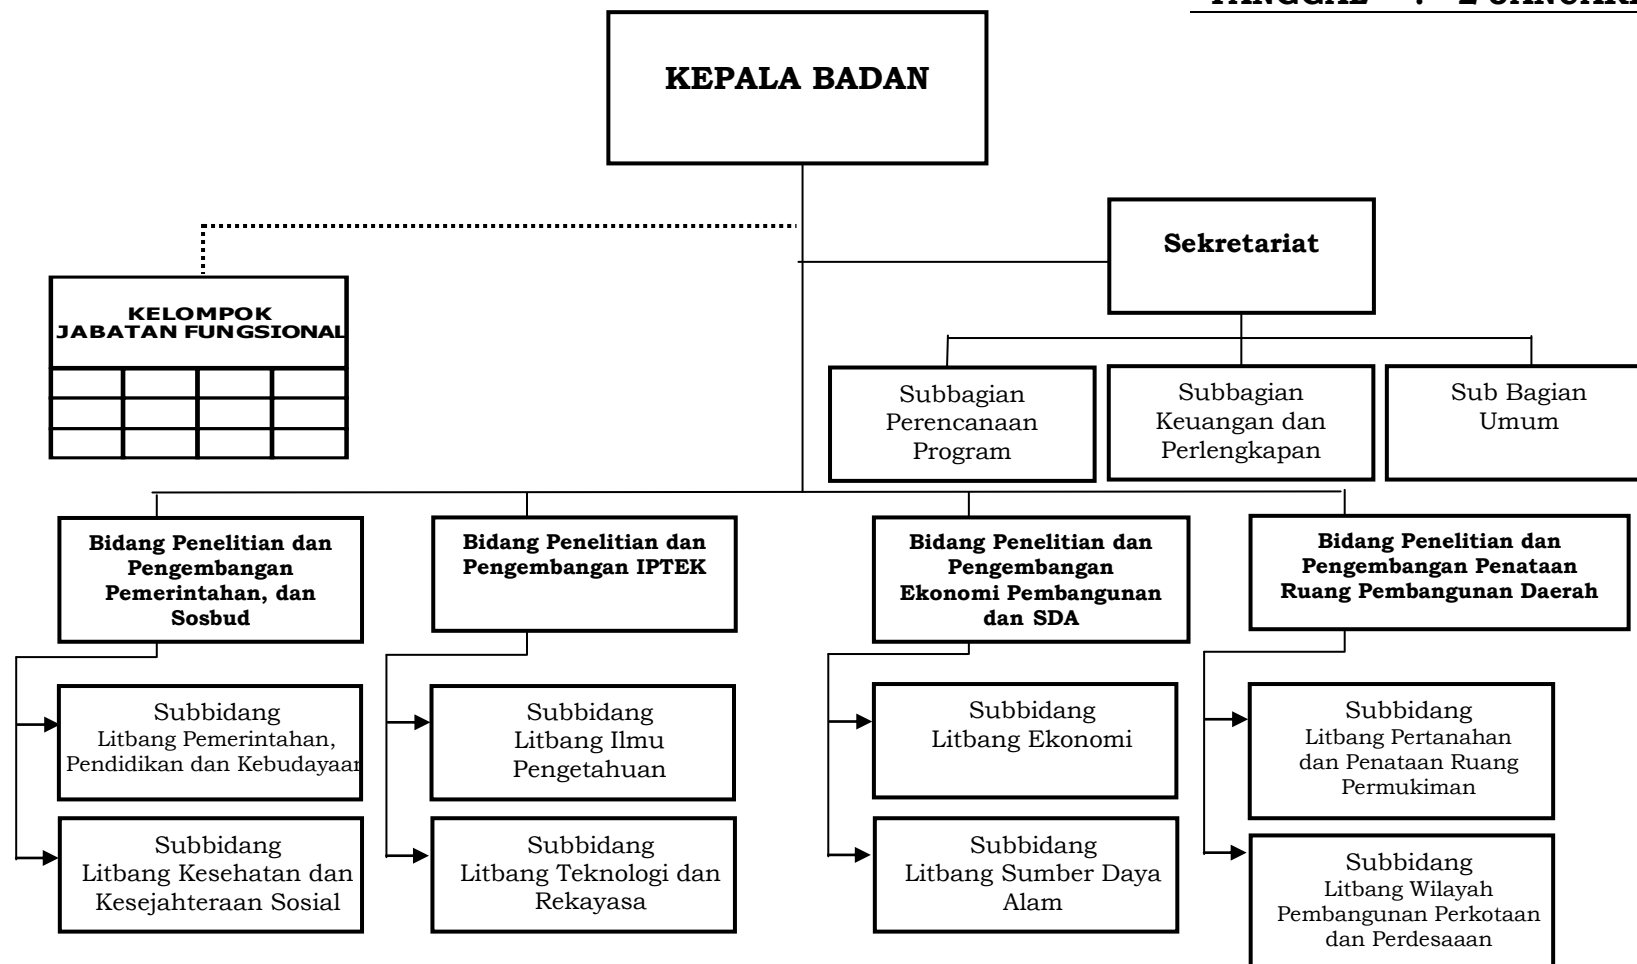 TANGGAL : 2 JANUARI
KEPALA BADAN
Sekretariat
KELOMPOK
JABATAN FUNGSIONAL
Subbagian
Perencanaan
Program
Subbagian
Keuangan dan
Perlengkapan
Sub Bagian
Umum
Bidang Penelitian dan
Pengembangan
Pemerintahan, dan
Sosbud
Bidang Penelitian dan
Pengembangan IPTEK
Bidang Penelitian dan
Pengembangan
Ekonomi Pembangunan
dan SDA
Bidang Penelitian dan
Pengembangan Penataan
Ruang Pembangunan Daerah
Subbidang
Litbang Pemerintahan,
Pendidikan dan Kebudayaan
Subbidang
Litbang Ilmu
Pengetahuan
Subbidang
Litbang Ekonomi
Subbidang
Litbang Pertanahan
dan Penataan Ruang
Permukiman
Subbidang
Litbang Kesehatan dan
Kesejahteraan Sosial
Subbidang
Litbang Teknologi dan
Rekayasa
Subbidang
Litbang Sumber Daya
Alam
Subbidang
Litbang Wilayah
Pembangunan Perkotaan
dan Perdesaaan